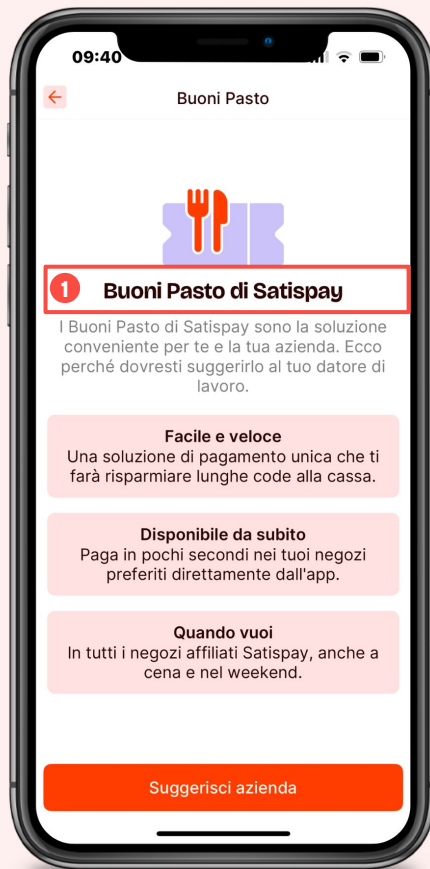 09:40
Buoni Pasto
1 Buoni Pasto di Satispay
I Buoni Pasto di Satispay sono la soluzione
conveniente per te e la tua azienda. Ecco
perché dovresti suggerirlo al tuo datore di
lavoro.
Facile e veloce
Una soluzione di pagamento unica che ti
farà risparmiare lunghe code alla cassa.
Disponibile da subito
Paga in pochi secondi nei tuoi negozi
preferiti direttamente dall'app.
Quando vuoi
In tutti i negozi affiliati Satispay, anche a
cena e nel weekend.
Suggerisci azienda